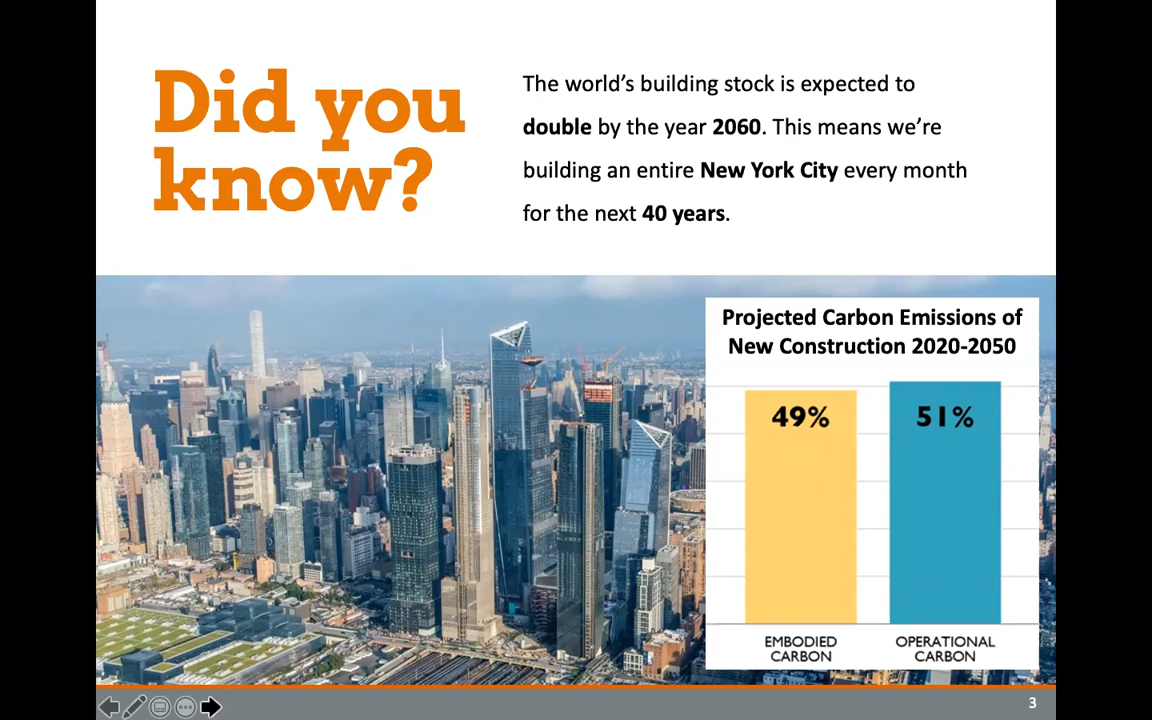 Did you
know?
The world's building stock is expected to
double by the year 2060. This means we're
building an entire New York City every month
for the next 40 years.
Projected Carbon Emissions of
New Construction 2020-2050
49%
51%
EMBODIED
CARBON
OPERATIONAL
CARBON
3